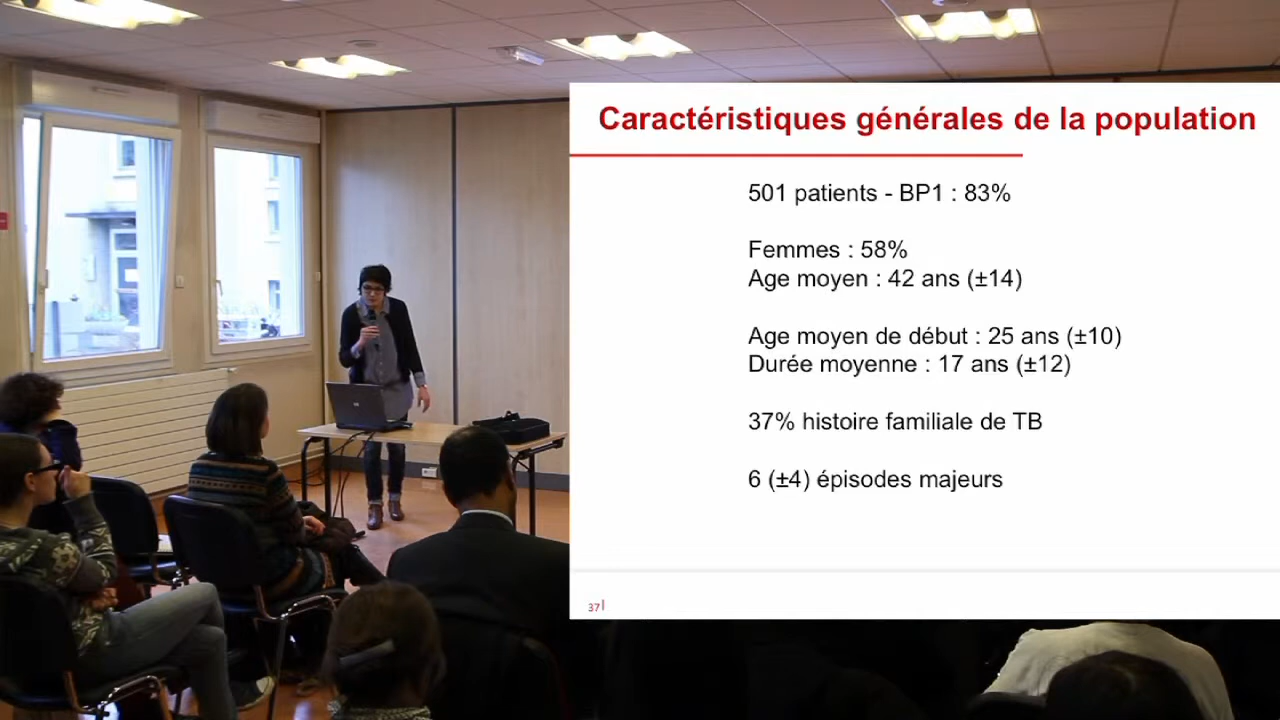 Caractéristiques générales de la population
501 patients - BP1 : 83%
Femmes : 58%
Age moyen : 42 ans (±14)
Age moyen de début : 25 ans (±10)
Durée moyenne : 17 ans (±12)
37% histoire familiale de TB
6 (±4) épisodes majeurs
37